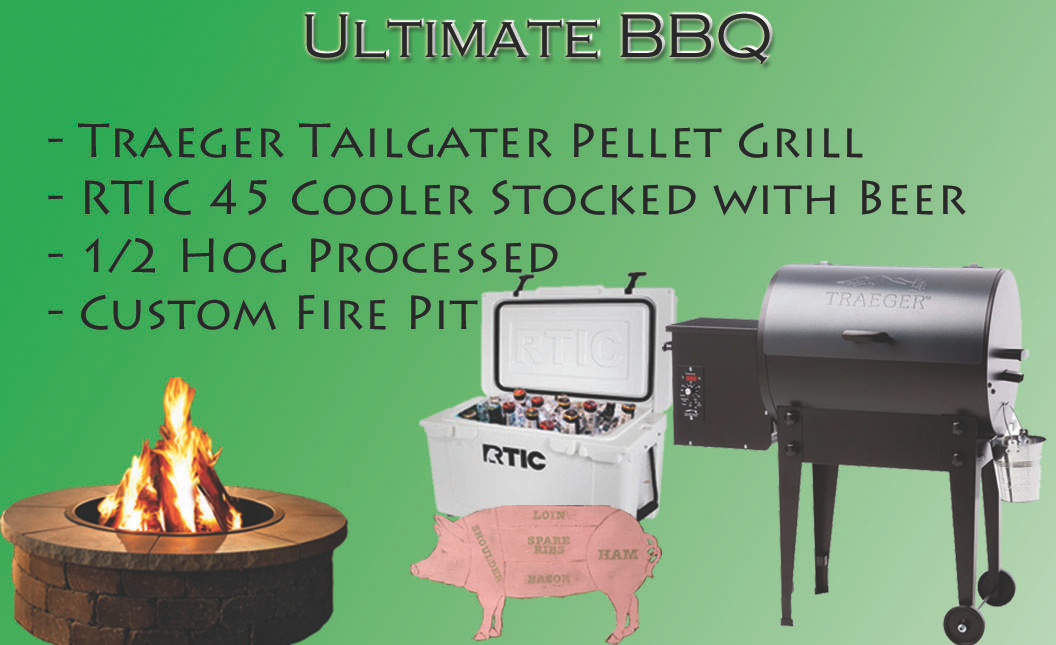 ULTIMATE BBQ
- TRAEGER TAILGATER PELLET GRILL
- RTIC 45 COOLER STOCKED WITH BEER
- 1/2 HOG PROCESSED
- CUSTOM FIRE PIT
RTIC
TRAEGER
RTIC
LOIN
SHOULDER
SPARE
RIBS
HAM
BACON